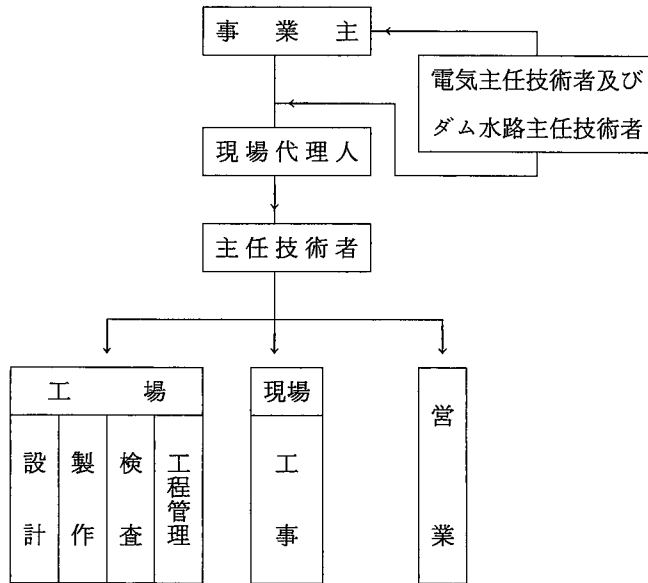 事業主
電気主任技術者及び
ダム水路主任技術者
現場代理人
主任技術者
工場
設計
製作
検査
工程管理
現場
工事
営業